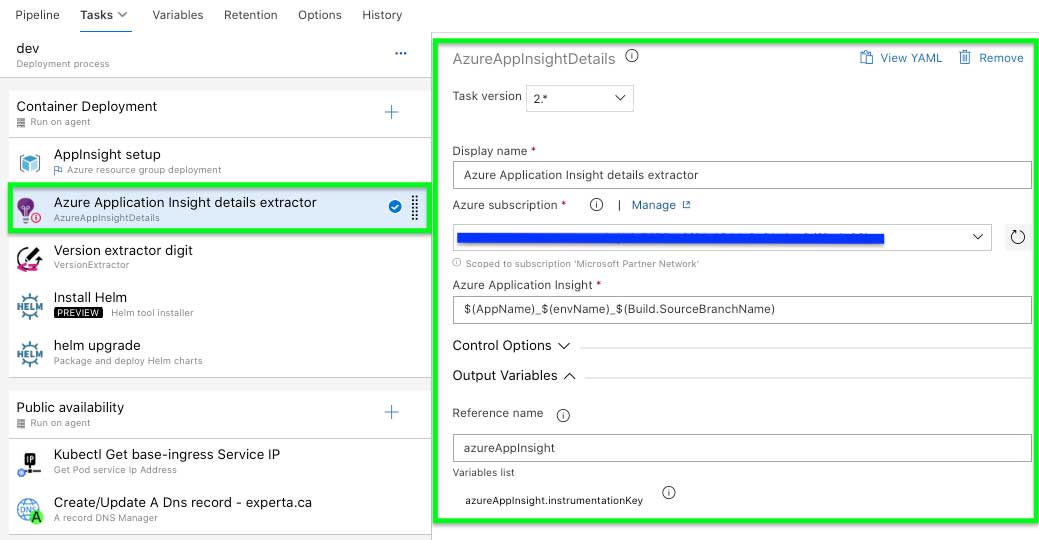 Pipeline Tasks Variables Retention Options History
dev
Deployment process
Container Deployment
Run on agent
AppInsight setup
Azure resource group deployment
Azure Application Insight details extractor
AzureAppInsightDetails
Version extractor digit
VersionExtractor
Install Helm
PREVIEW Helm tool installer
helm upgrade
Package and deploy Helm charts
Public availability
Run on agent
Kubectl Get base-ingress Service IP
Get Pod service Ip Address
Create/Update A Dns record - experta.ca
A record DNS Manager
AzureAppInsightDetails
View YAML Remove
Task version 2.*
Display name *
Azure Application Insight details extractor
Azure subscription * | Manage
Scoped to subscription 'Microsoft Partner Network'
Azure Application Insight *
$(AppName)_$(envName)_$(Build.SourceBranchName)
Control Options
Output Variables
Reference name
azureAppInsight
Variables list
azureAppInsight.instrumentationKey